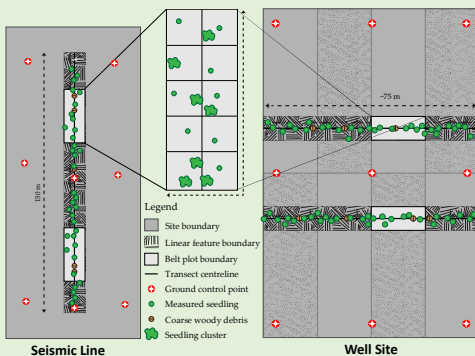 ~75 m
150 m
Legend
Site boundary
Linear feature boundary
Belt plot boundary
Transect centreline
Ground control point
Measured seedling
Coarse woody debris
Seedling cluster
Seismic Line
Well Site